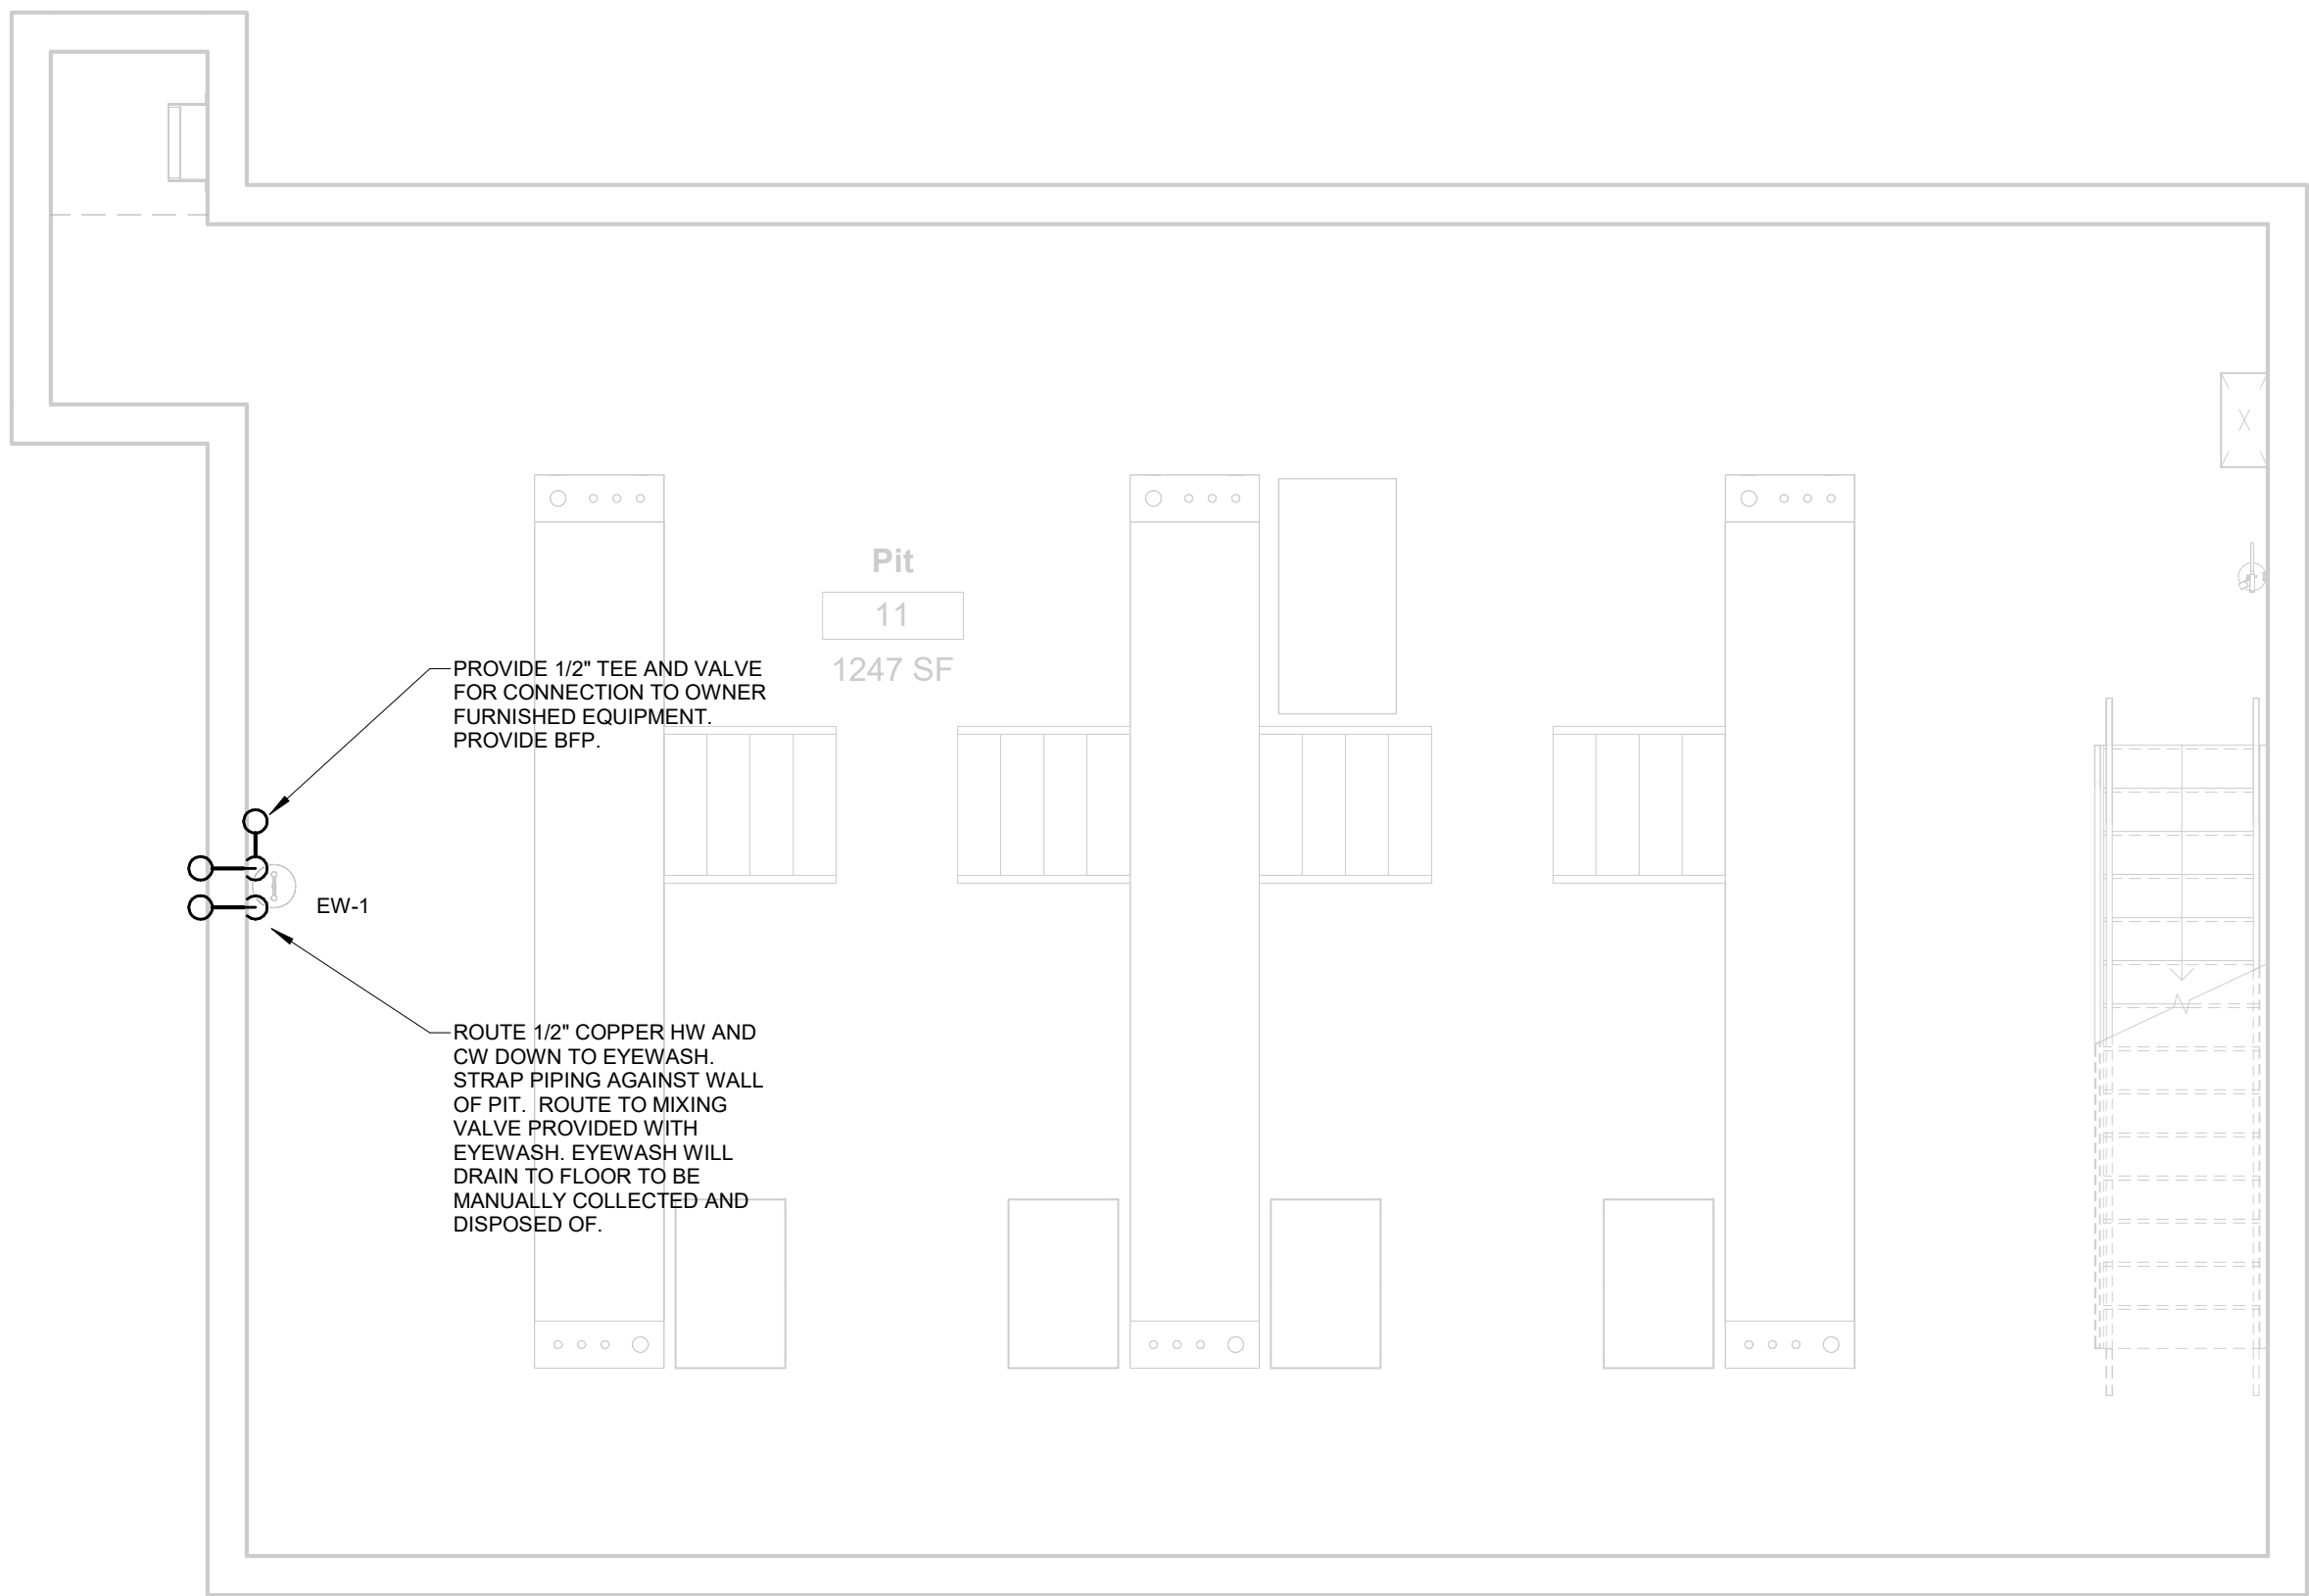 Pit
11
1247 SF
PROVIDE 1/2" TEE AND VALVE
FOR CONNECTION TO OWNER
FURNISHED EQUIPMENT.
PROVIDE BFP.
EW-1
ROUTE 1/2" COPPER HW AND
CW DOWN TO EYEWASH.
STRAP PIPING AGAINST WALL
OF PIT.  ROUTE TO MIXING
VALVE PROVIDED WITH
EYEWASH. EYEWASH WILL
DRAIN TO FLOOR TO BE
MANUALLY COLLECTED AND
DISPOSED OF.